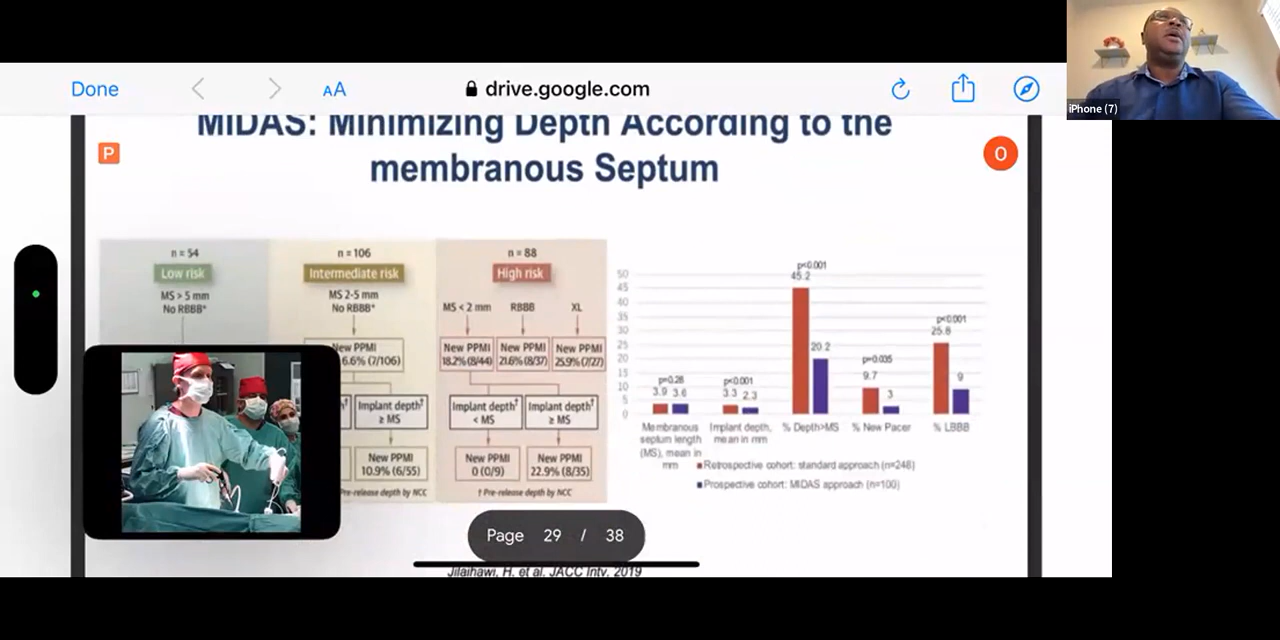 iPhone (7)
Done
AA
drive.google.com
MIDAS: Minimizing Depth According to the
membranous Septum
P
O
n = 54
Low risk
MS > 5 mm
No RBBB*
n = 106
Intermediate risk
MS 2-5 mm
No RBBB*
New PPMI
6.6% (7/106)
Implant depth†
≥ MS
New PPMI
10.9% (6/55)
Pre-release depth by NCC
n = 88
High risk
MS < 2 mm RBBB XL
New PPMI New PPMI New PPMI
18.2% (8/44) 21.6% (8/37) 25.9% (7/27)
Implant depth† Implant depth†
< MS ≥ MS
New PPMI New PPMI
0 (0/9) 22.9% (8/35)
† Pre-release depth by NCC
50
45
40
35
30
25
20
15
10
5
0
p=0.28
3.9 3.6
p<0.001
3.3 2.3
p<0.001
45.2
20.2
p=0.035
9.7
3
p<0.001
25.8
9
Membranous
septum length
(MS), mean in
mm
Implant depth,
mean in mm
% Depth>MS
% New Pacer
% LBBB
Retrospective cohort: standard approach (n=248)
Prospective cohort: MIDAS approach (n=100)
Page 29 / 38
Jilaihawi, H. et al. JACC Intv. 2019